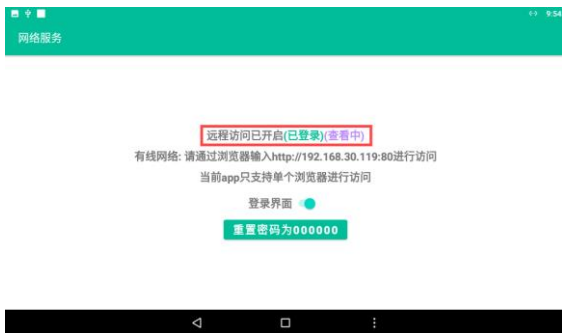 9:54
网络服务
远程访问已开启(已登录)(查看中)
有线网络: 请通过浏览器输入http://192.168.30.119:80进行访问
当前app只支持单个浏览器进行访问
登录界面
重置密码为000000